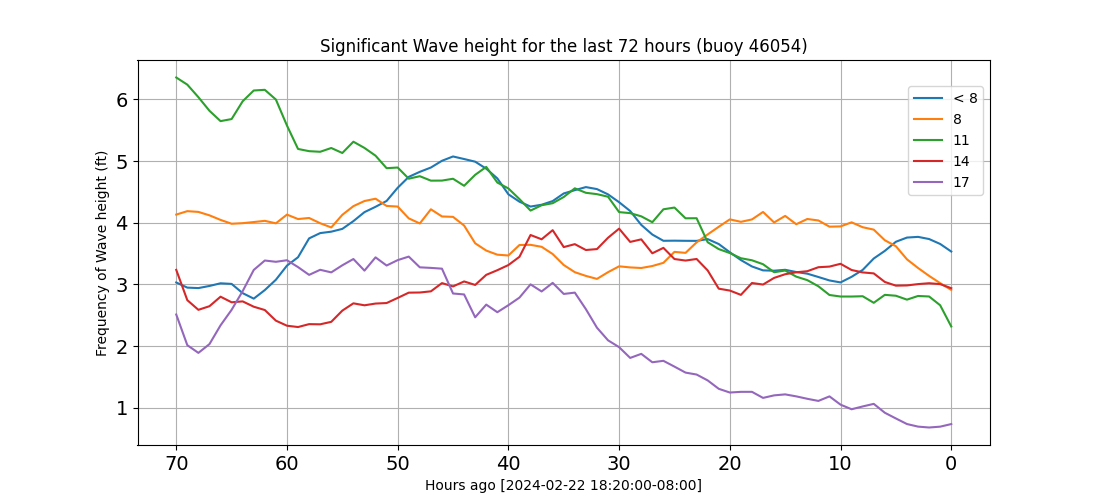 Significant Wave height for the last 72 hours (buoy 46054)
Frequency of Wave height (ft)
6
5
4
3
2
1
< 8
8
11
14
17
70 60 50 40 30 20 10 0
Hours ago [2024-02-22 18:20:00-08:00]